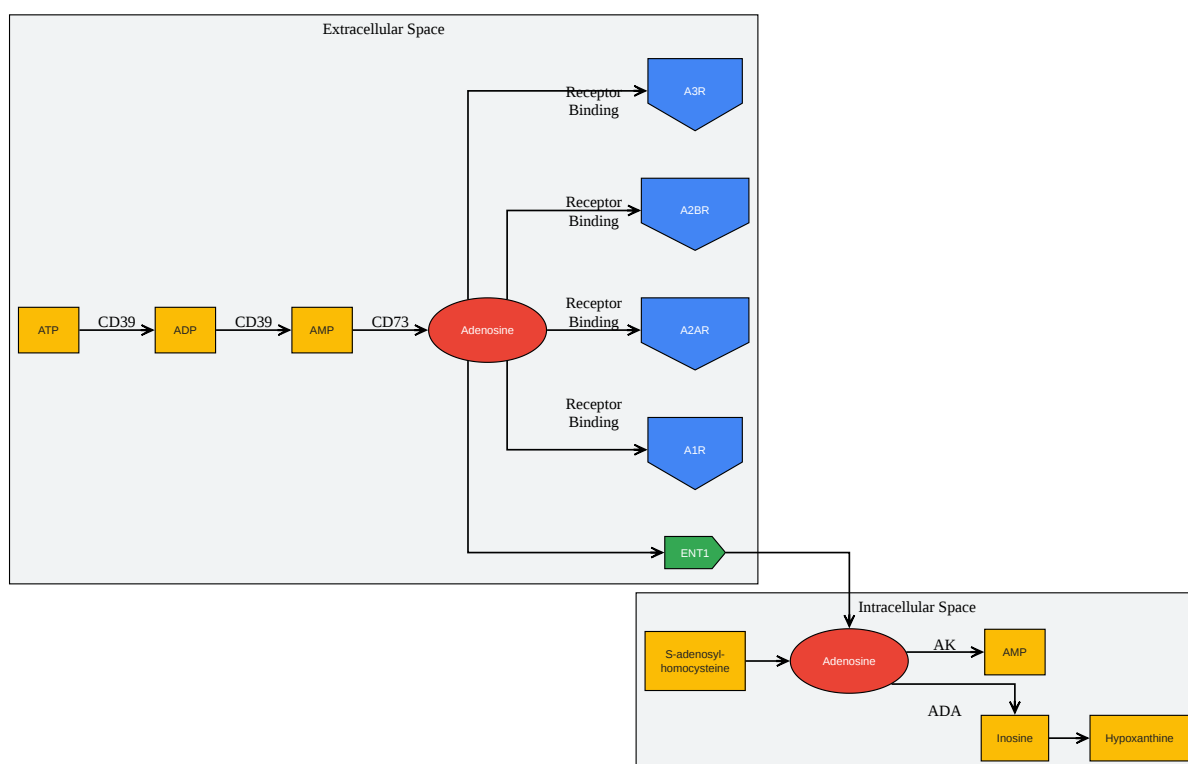 Extracellular Space
Receptor
Binding
A3R
Receptor
Binding
A2BR
ATP
CD39
ADP
CD39
AMP
CD73
Adenosine
Receptor
Binding
A2AR
Receptor
Binding
A1R
ENT1
Intracellular Space
S-adenosyl-
homocysteine
Adenosine
AK
AMP
ADA
Inosine
Hypoxanthine